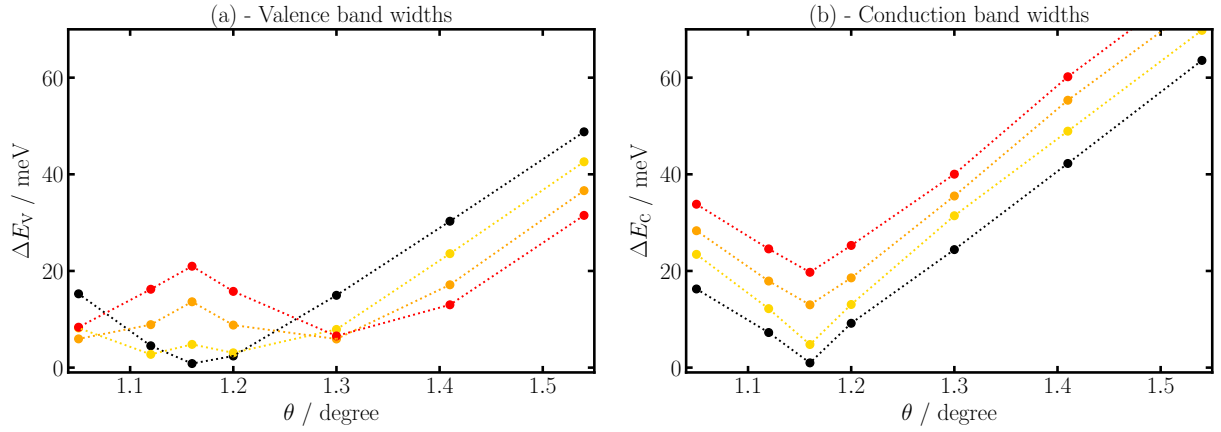 (a) - Valence band widths
60
40
20
0
ΔE_V / meV
1.1 1.2 1.3 1.4 1.5
θ / degree
(b) - Conduction band widths
60
40
20
0
ΔE_C / meV
1.1 1.2 1.3 1.4 1.5
θ / degree